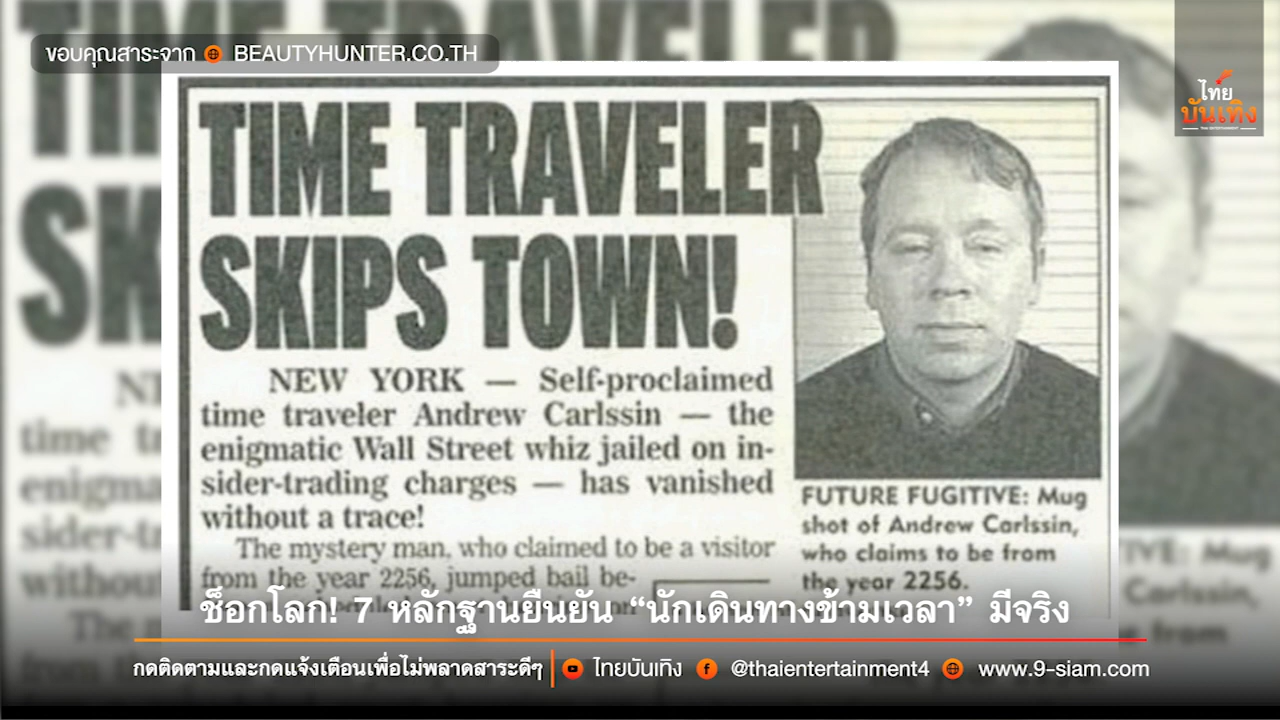 ขอบคุณสาระจาก BEAUTYHUNTER.CO.TH
ไทย
บันเทิง
THAI ENTERTAINMENT
TIME TRAVELER
SKIPS TOWN!
NEW YORK — Self-proclaimed
time traveler Andrew Carlssin — the
enigmatic Wall Street whiz jailed on in-
sider-trading charges — has vanished
without a trace!
The mystery man, who claimed to be a visitor
from the year 2256, jumped bail be-
FUTURE FUGITIVE: Mug
shot of Andrew Carlssin,
who claims to be from
the year 2256.
ช็อกโลก! 7 หลักฐานยืนยัน “นักเดินทางข้ามเวลา” มีจริง
กดติดตามและกดแจ้งเตือนเพื่อไม่พลาดสาระดีๆ ไทยบันเทิง @thaientertainment4 www.9-siam.com